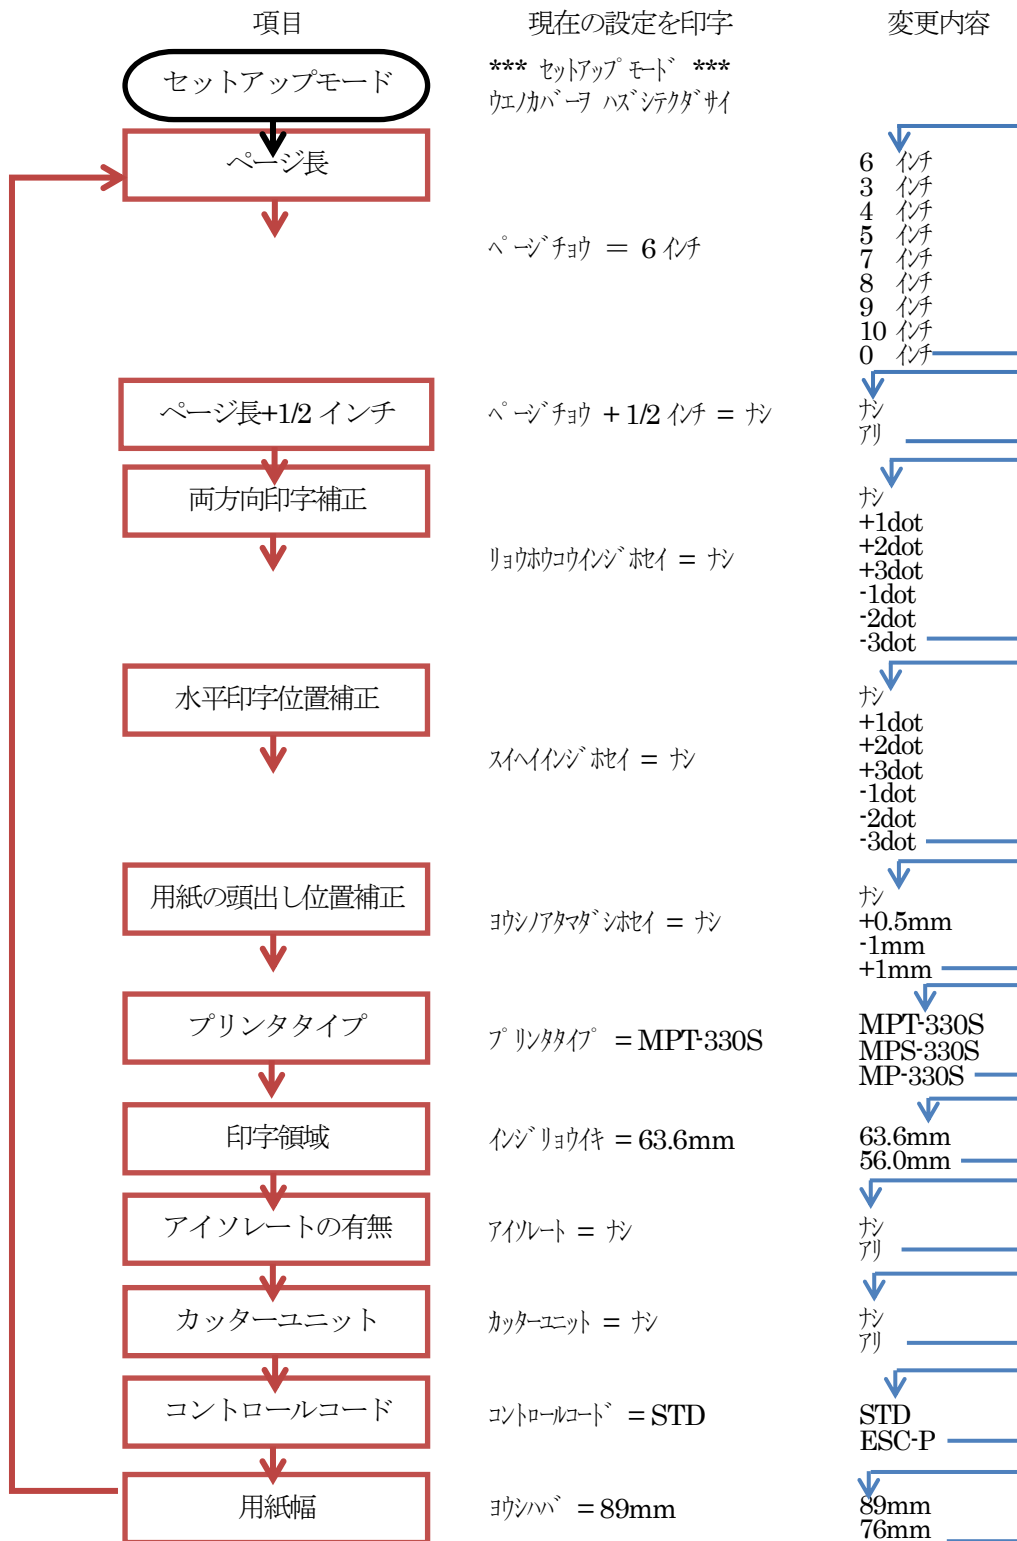 項目 現在の設定を印字 変更内容
セットアップモード
*** ｾｯﾄｱｯﾌﾟﾓｰﾄﾞ ***
ｳｴﾉｶﾊﾞｰｦ ﾊｽﾞｼﾃｸﾀﾞｻｲ
ページ長
ﾍﾟｰｼﾞﾁｮｳ = 6 ｲﾝﾁ
6 ｲﾝﾁ
3 ｲﾝﾁ
4 ｲﾝﾁ
5 ｲﾝﾁ
7 ｲﾝﾁ
8 ｲﾝﾁ
9 ｲﾝﾁ
10 ｲﾝﾁ
0 ｲﾝﾁ
ページ長+1/2 インチ
ﾍﾟｰｼﾞﾁｮｳ + 1/2 ｲﾝﾁ = ﾅｼ
ﾅｼ
ｱﾘ
両方向印字補正
ﾘｮｳﾎｳｺｳｲﾝｼﾞﾎｾｲ = ﾅｼ
ﾅｼ
+1dot
+2dot
+3dot
-1dot
-2dot
-3dot
水平印字位置補正
ｽｲﾍｲｲﾝｼﾞﾎｾｲ = ﾅｼ
ﾅｼ
+1dot
+2dot
+3dot
-1dot
-2dot
-3dot
用紙の頭出し位置補正
ﾖｳｼﾉｱﾀﾏﾀﾞｼﾎｾｲ = ﾅｼ
ﾅｼ
+0.5mm
-1mm
+1mm
プリンタタイプ
ﾌﾟﾘﾝﾀﾀｲﾌﾟ = MPT-330S
MPT-330S
MPS-330S
MP-330S
印字領域
ｲﾝｼﾞﾘｮｳｲｷ = 63.6mm
63.6mm
56.0mm
アイソレートの有無
ｱｲｿﾚｰﾄ = ﾅｼ
ﾅｼ
ｱﾘ
カッターユニット
ｶｯﾀｰﾕﾆｯﾄ = ﾅｼ
ﾅｼ
ｱﾘ
コントロールコード
ｺﾝﾄﾛｰﾙｺｰﾄﾞ = STD
STD
ESC-P
用紙幅
ﾖｳｼﾊﾊﾞ = 89mm
89mm
76mm